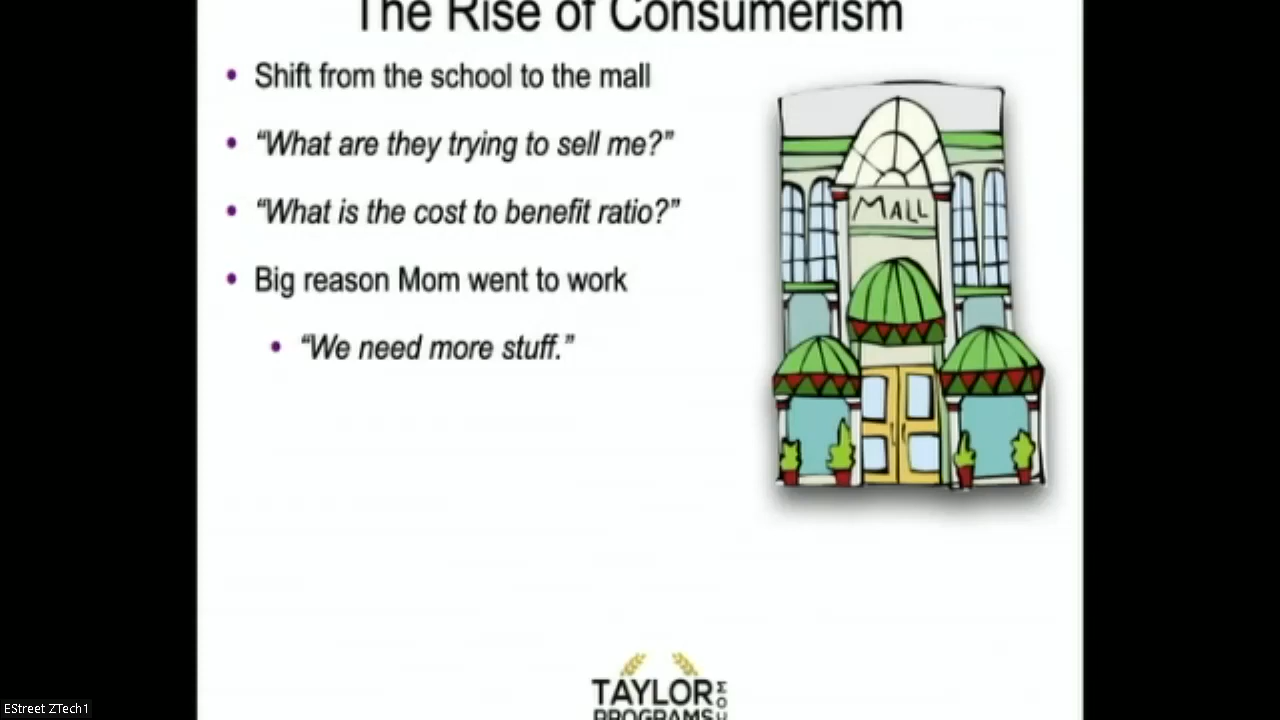 The Rise of Consumerism
• Shift from the school to the mall
• “What are they trying to sell me?”
• “What is the cost to benefit ratio?”
• Big reason Mom went to work
• “We need more stuff.”
MALL
TAYLOR
PROGRAMS
EStreet ZTech1